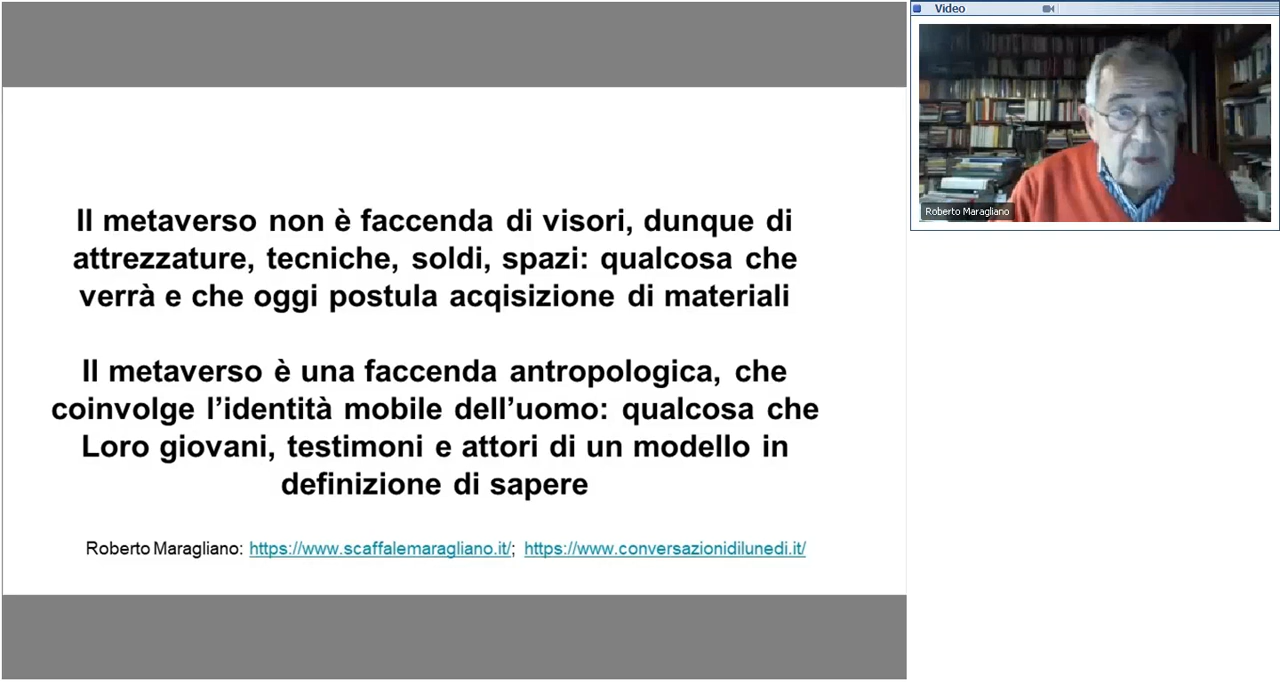 Il metaverso non è faccenda di visori, dunque di
attrezzature, tecniche, soldi, spazi: qualcosa che
verrà e che oggi postula acqisizione di materiali
Il metaverso è una faccenda antropologica, che
coinvolge l’identità mobile dell’uomo: qualcosa che
Loro giovani, testimoni e attori di un modello in
definizione di sapere
Roberto Maragliano: https://www.scaffalemaragliano.it/; https://www.conversazionidilunedi.it/
Video
Roberto Maragliano